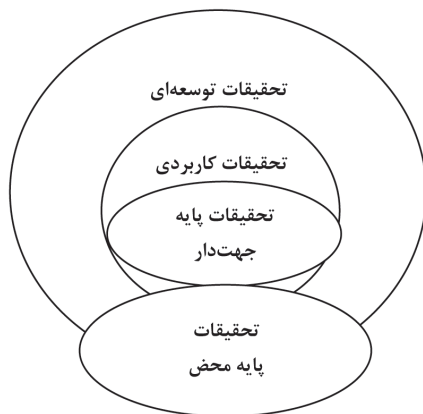 تحقیقات توسعه‌ای
تحقیقات کاربردی
تحقیقات پایه
جهت‌دار
تحقیقات
پایه محض